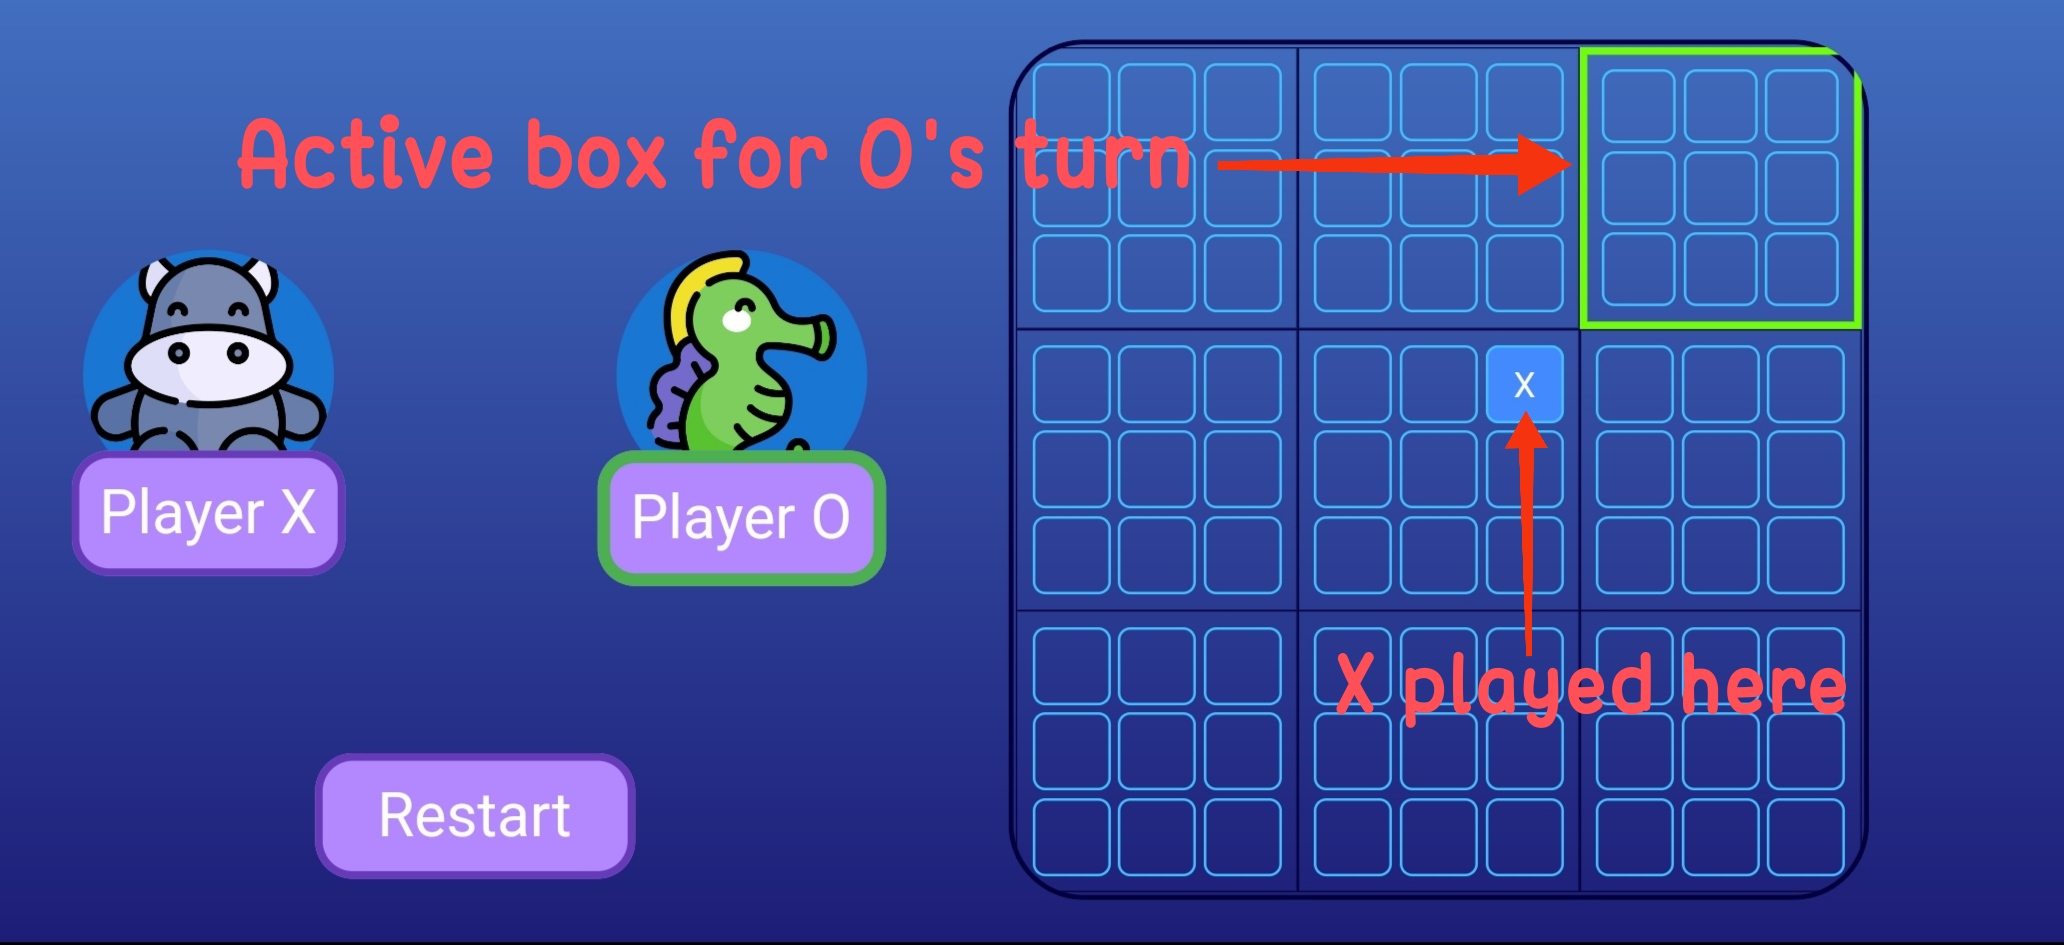 Active box for O's turn
X
Player X
Player O
X played here
Restart